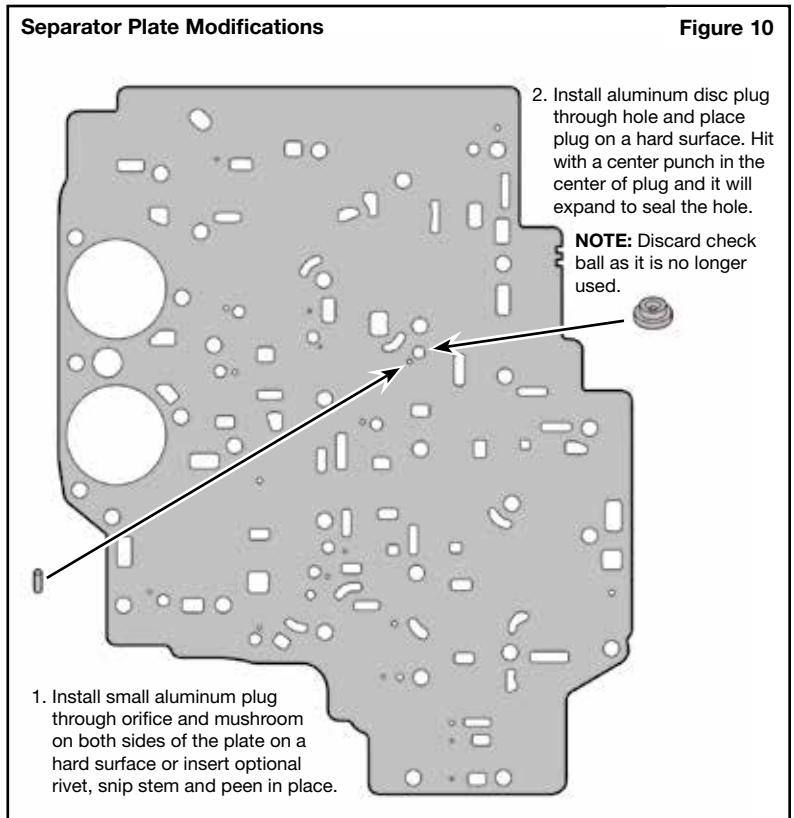 Separator Plate Modifications
Figure 10
2. Install aluminum disc plug
through hole and place
plug on a hard surface. Hit
with a center punch in the
center of plug and it will
expand to seal the hole.
NOTE: Discard check
ball as it is no longer
used.
1. Install small aluminum plug
through orifice and mushroom
on both sides of the plate on a
hard surface or insert optional
rivet, snip stem and peen in place.